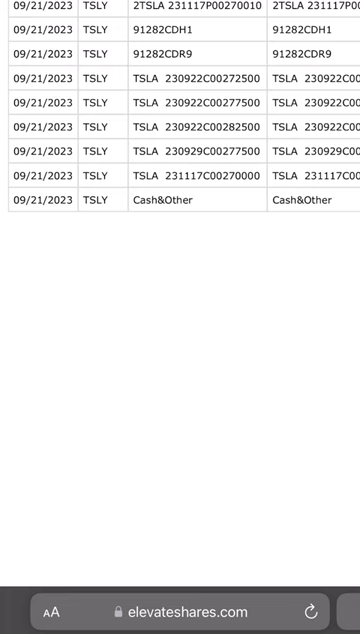 09/21/2023 TSLY 2TSLA 231117P00270010 2TSLA 231117P00
09/21/2023 TSLY 91282CDH1 91282CDH1
09/21/2023 TSLY 91282CDR9 91282CDR9
09/21/2023 TSLY TSLA 230922C00272500 TSLA 230922C00
09/21/2023 TSLY TSLA 230922C00277500 TSLA 230922C00
09/21/2023 TSLY TSLA 230922C00282500 TSLA 230922C00
09/21/2023 TSLY TSLA 230929C00277500 TSLA 230929C00
09/21/2023 TSLY TSLA 231117C00270000 TSLA 231117C00
09/21/2023 TSLY Cash&Other Cash&Other
AA elevateshares.com